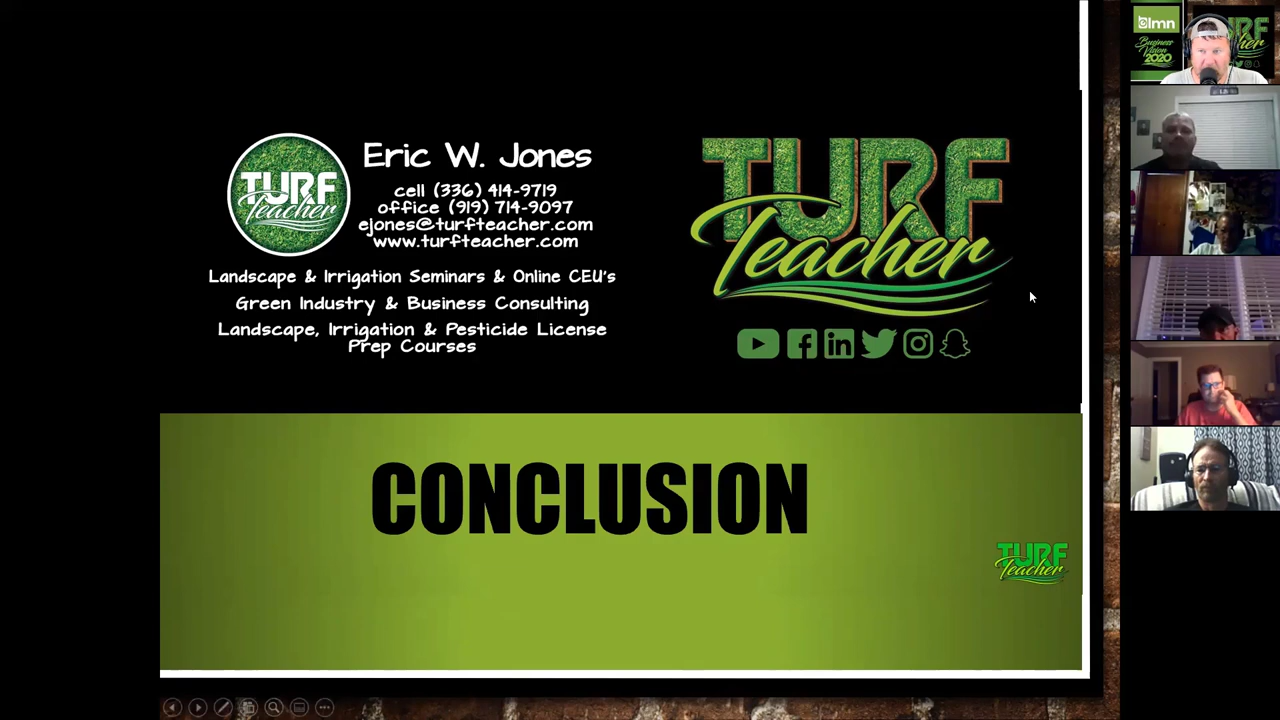 TURF
Teacher
Eric W. Jones
cell (336) 414-9719
office (919) 714-9097
ejones@turfteacher.com
www.turfteacher.com
Landscape & Irrigation Seminars & Online CEU's
Green Industry & Business Consulting
Landscape, Irrigation & Pesticide License
Prep Courses
TURF
Teacher
in
CONCLUSION
TURF
Teacher
lmn
Business
Vision
2020